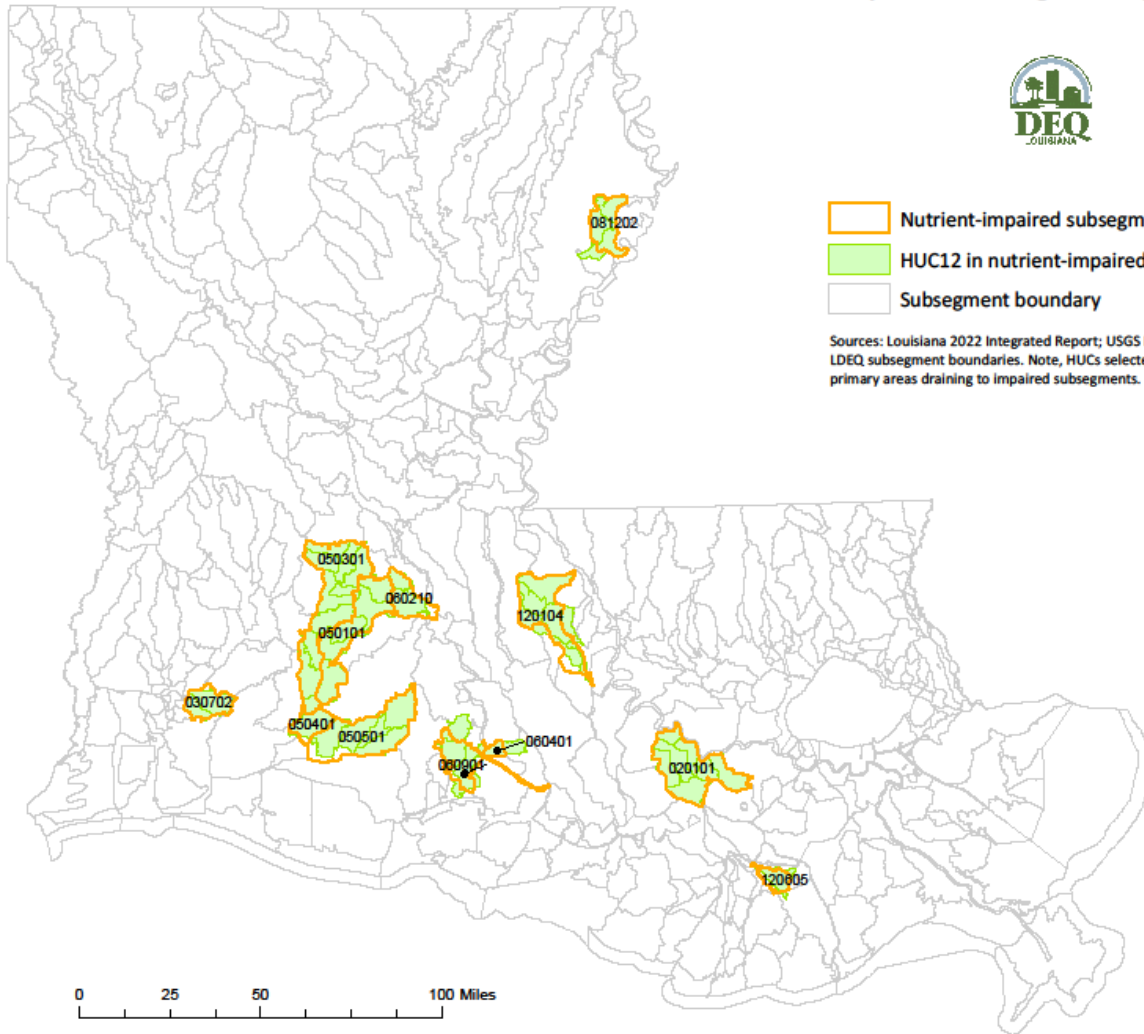 DEQ
LOUISIANA
081202
Nutrient-impaired subsegm
HUC12 in nutrient-impaired
Subsegment boundary
Sources: Louisiana 2022 Integrated Report; USGS
LDEQ subsegment boundaries. Note, HUCs selecte
primary areas draining to impaired subsegments.
050301
060210
120104
050101
030702
050401
050501
060401
060901
020101
120605
0 25 50 100 Miles